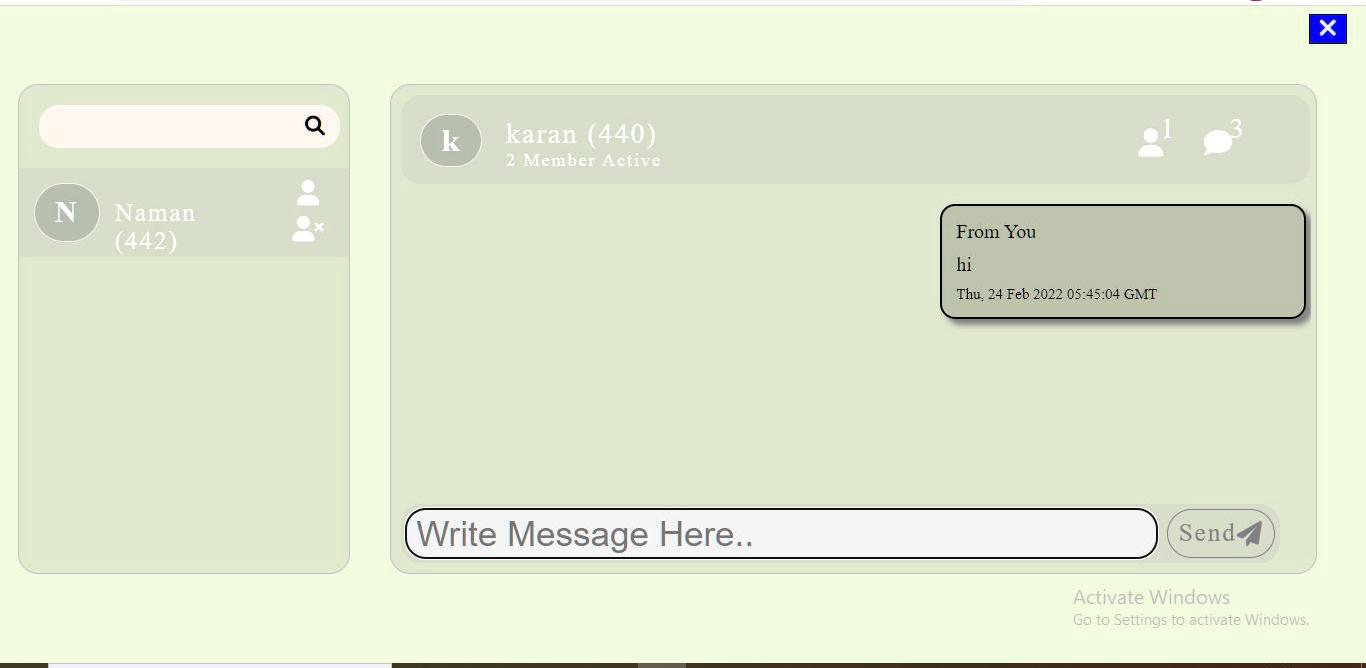 N
Naman
(442)
k
karan (440)
2 Member Active
1
3
From You
hi
Thu, 24 Feb 2022 05:45:04 GMT
Write Message Here..
Send
Activate Windows
Go to Settings to activate Windows.